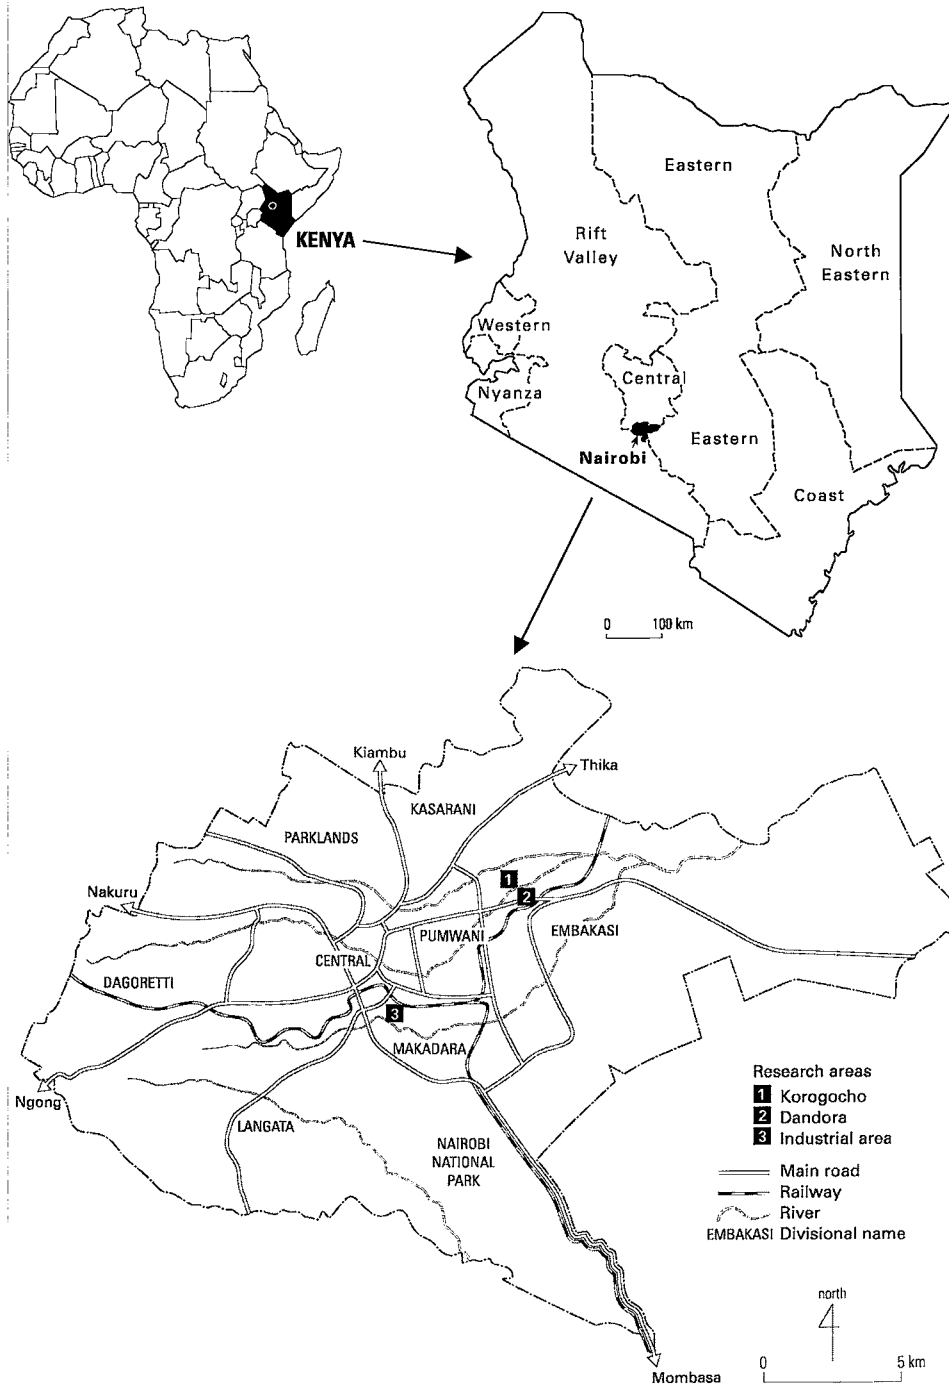 KENYA
Eastern
Rift
Valley
North
Eastern
Western
Central
Nyanza
Eastern
Nairobi
Coast
0 100 km
Kiambu
Thika
KASARANI
PARKLANDS
Nakuru
1
2
PUMWANI
EMBAKASI
CENTRAL
DAGORETTI
3
MAKADARA
Ngong
LANGATA
NAIROBI
NATIONAL
PARK
Research areas
1 Korogocho
2 Dandora
3 Industrial area
Main road
Railway
River
EMBAKASI Divisional name
north
0 5 km
Mombasa